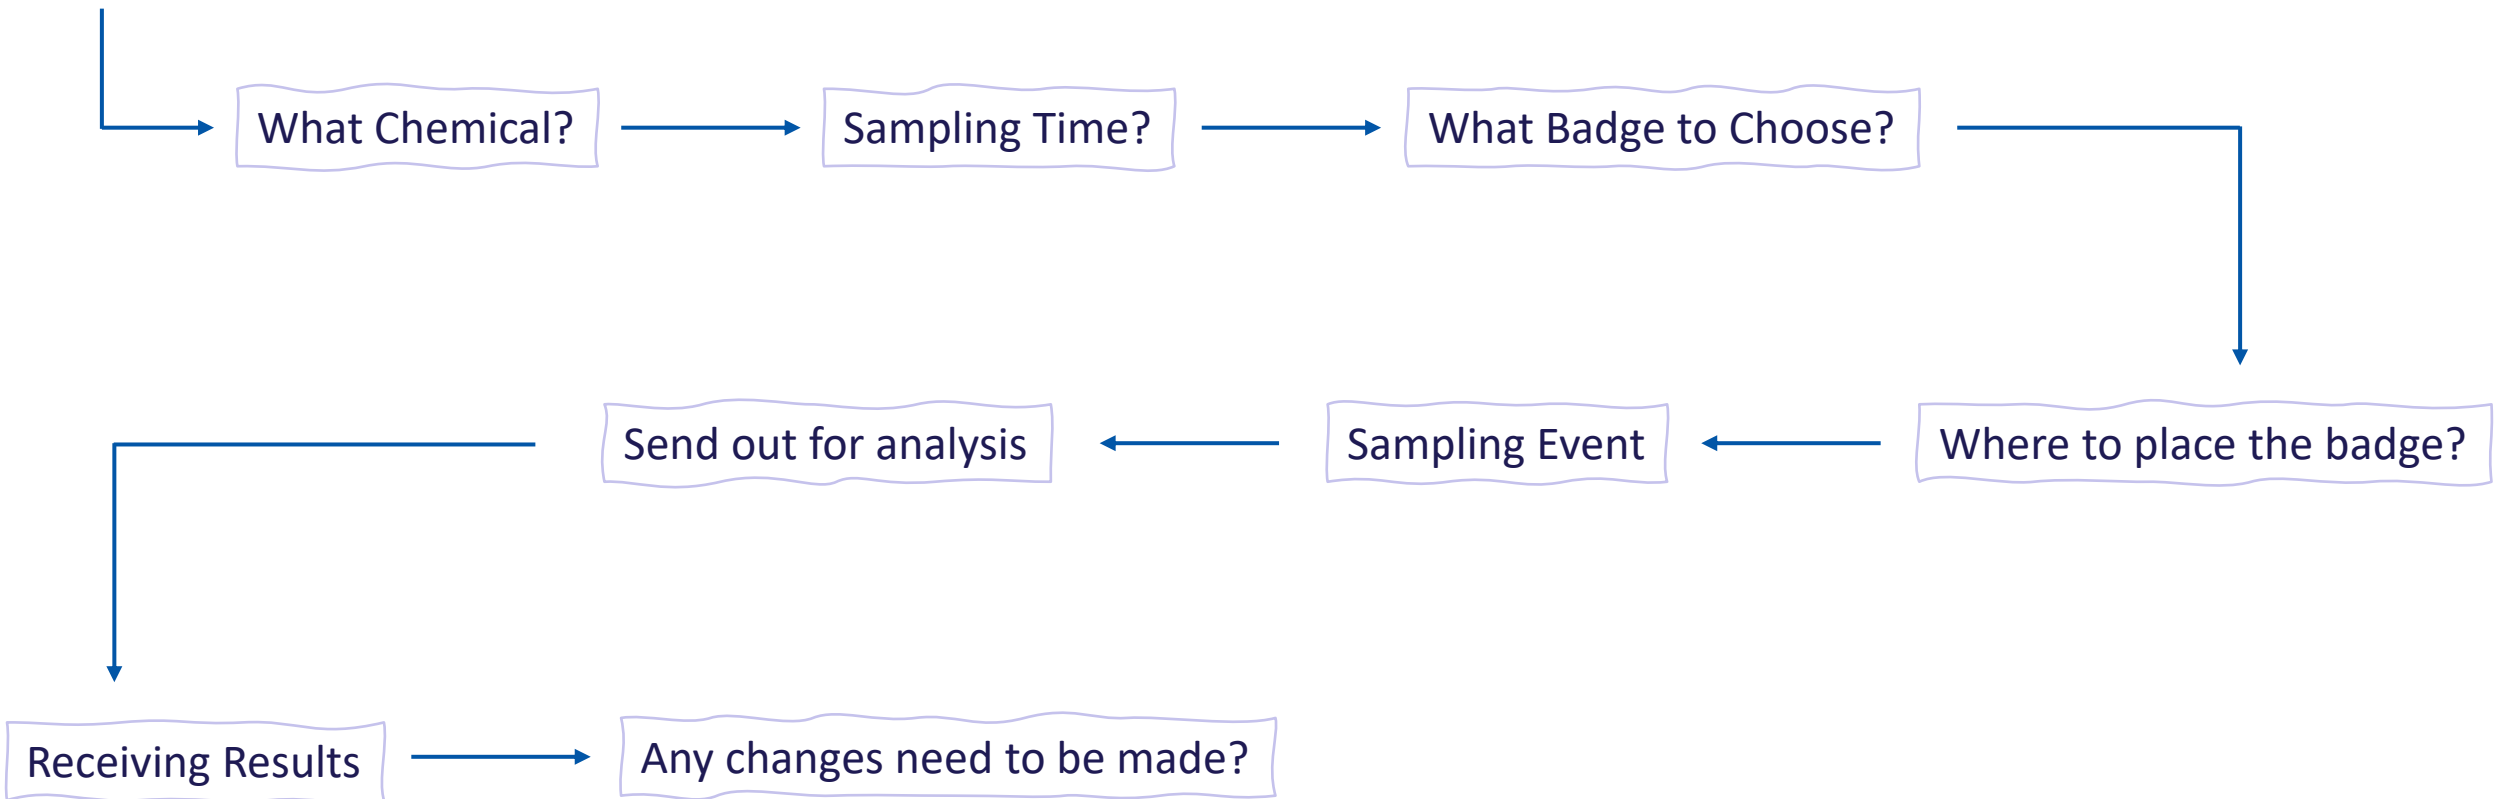 What Chemical?
Sampling Time?
What Badge to Choose?
Where to place the badge?
Sampling Event
Send out for analysis
Receiving Results
Any changes need to be made?